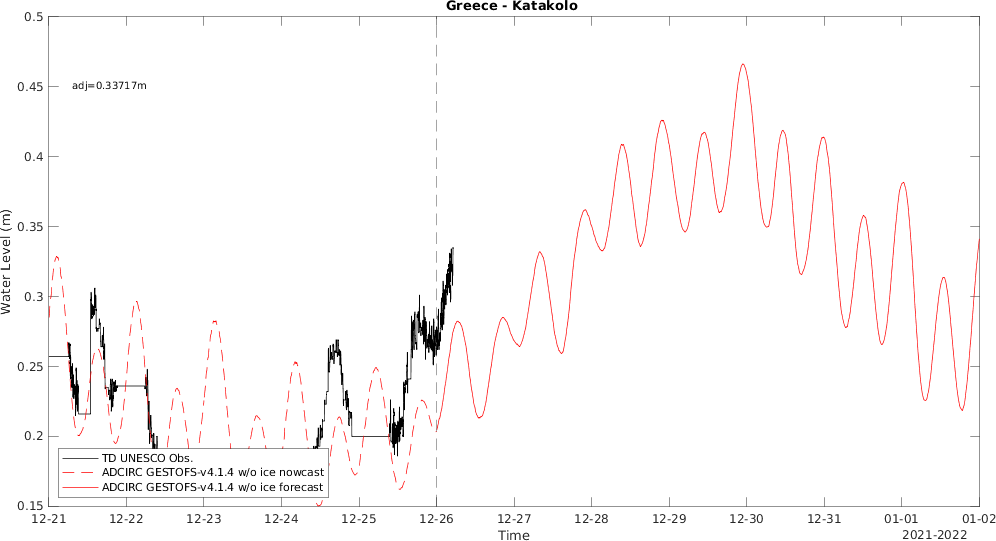 Greece - Katakolo
0.5
0.45
0.4
0.35
0.3
0.25
0.2
0.15
Water Level (m)
adj=0.33717m
TD UNESCO Obs.
ADCIRC GESTOFS-v4.1.4 w/o ice nowcast
ADCIRC GESTOFS-v4.1.4 w/o ice forecast
12-21 12-22 12-23 12-24 12-25 12-26 12-27 12-28 12-29 12-30 12-31 01-01 01-02
Time
2021-2022